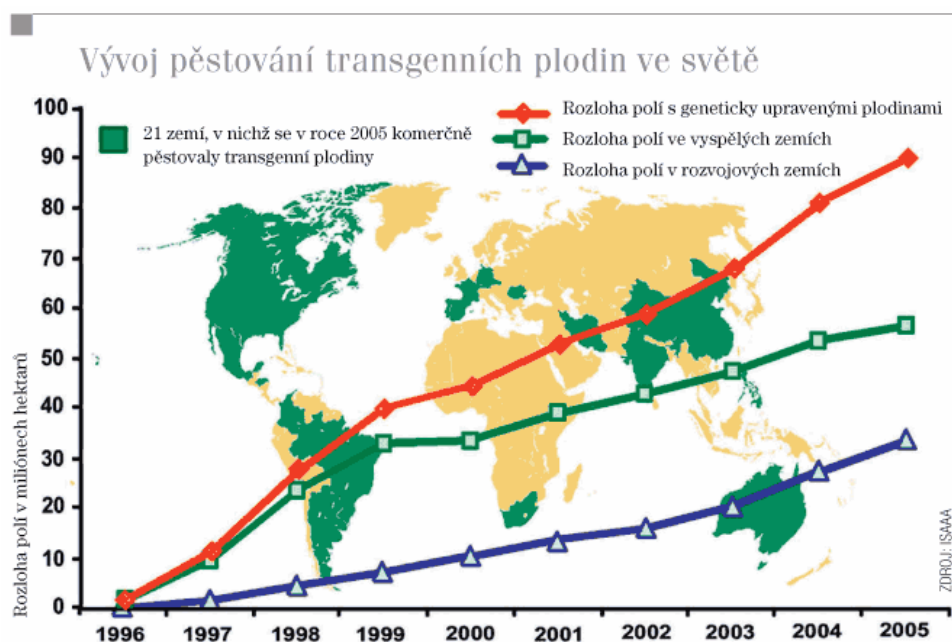 Vývoj pěstování transgenních plodin ve světě
21 zemí, v nichž se v roce 2005 komerčně
pěstovaly transgenní plodiny
Rozloha polí s geneticky upravenými plodinami
Rozloha polí ve vyspělých zemích
Rozloha polí v rozvojových zemích
Rozloha polí v miliónech hektarů
100
90
80
70
60
50
40
30
20
10
0
1996 1997 1998 1999 2000 2001 2002 2003 2004 2005
ZDROJ: ISAAA